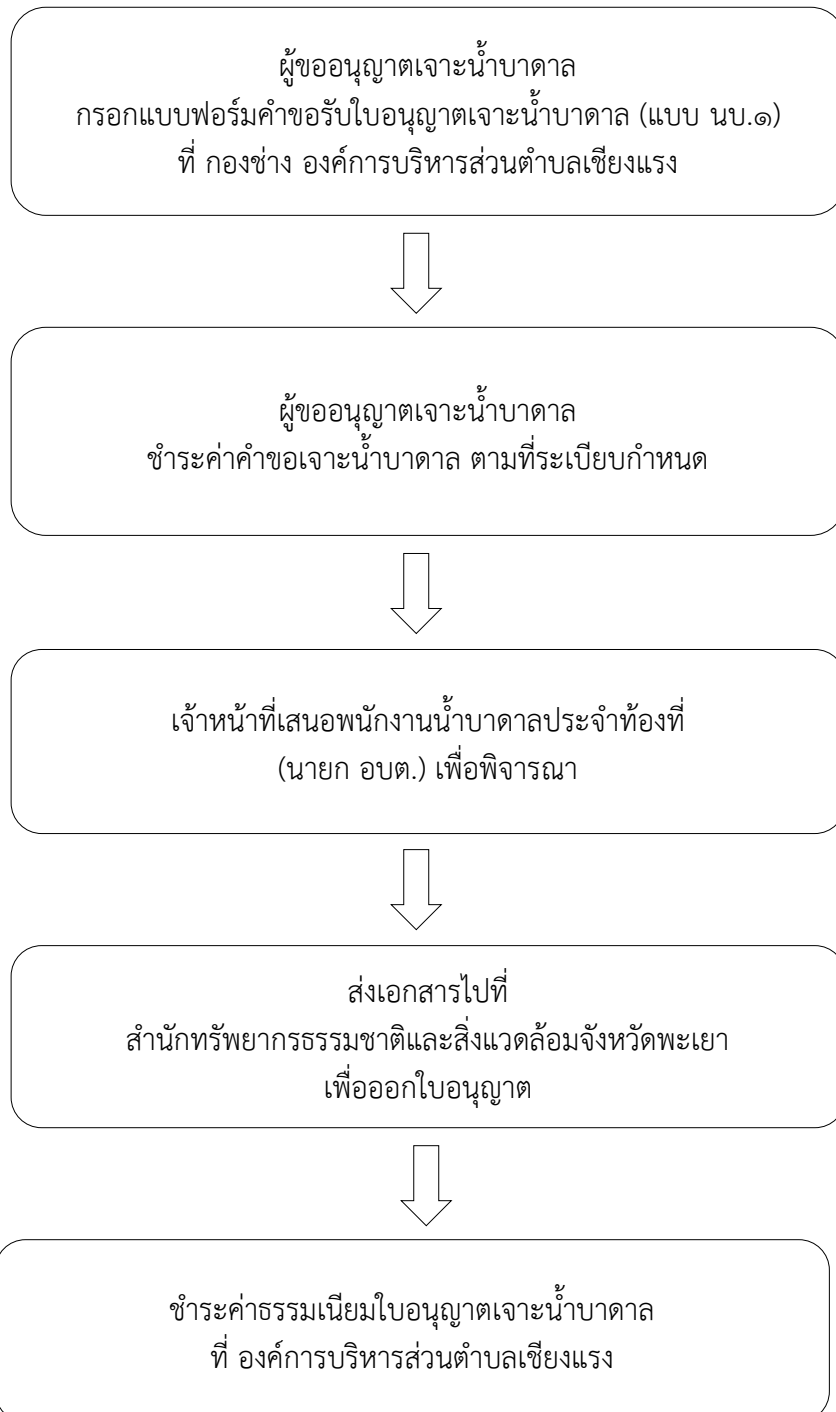 ผู้ขออนุญาตเจาะน้ำบาดาล
กรอกแบบฟอร์มคำขอรับใบอนุญาตเจาะน้ำบาดาล (แบบ นบ.๑)
ที่ กองช่าง องค์การบริหารส่วนตำบลเชียงแรง
ผู้ขออนุญาตเจาะน้ำบาดาล
ชำระค่าคำขอเจาะน้ำบาดาล ตามที่ระเบียบกำหนด
เจ้าหน้าที่เสนอพนักงานน้ำบาดาลประจำท้องที่
(นายก อบต.) เพื่อพิจารณา
ส่งเอกสารไปที่
สำนักทรัพยากรธรรมชาติและสิ่งแวดล้อมจังหวัดพะเยา
เพื่อออกใบอนุญาต
ชำระค่าธรรมเนียมใบอนุญาตเจาะน้ำบาดาล
ที่ องค์การบริหารส่วนตำบลเชียงแรง